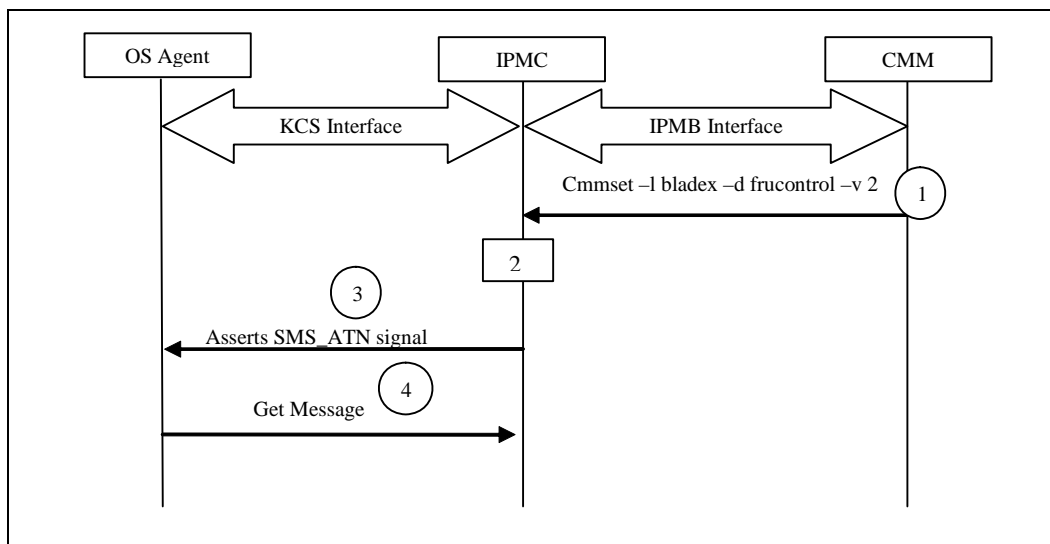 OS Agent
IPMC
CMM
KCS Interface
IPMB Interface
Cmmset –l bladex –d frucontrol –v 2
1
2
3
Asserts SMS_ATN signal
4
Get Message